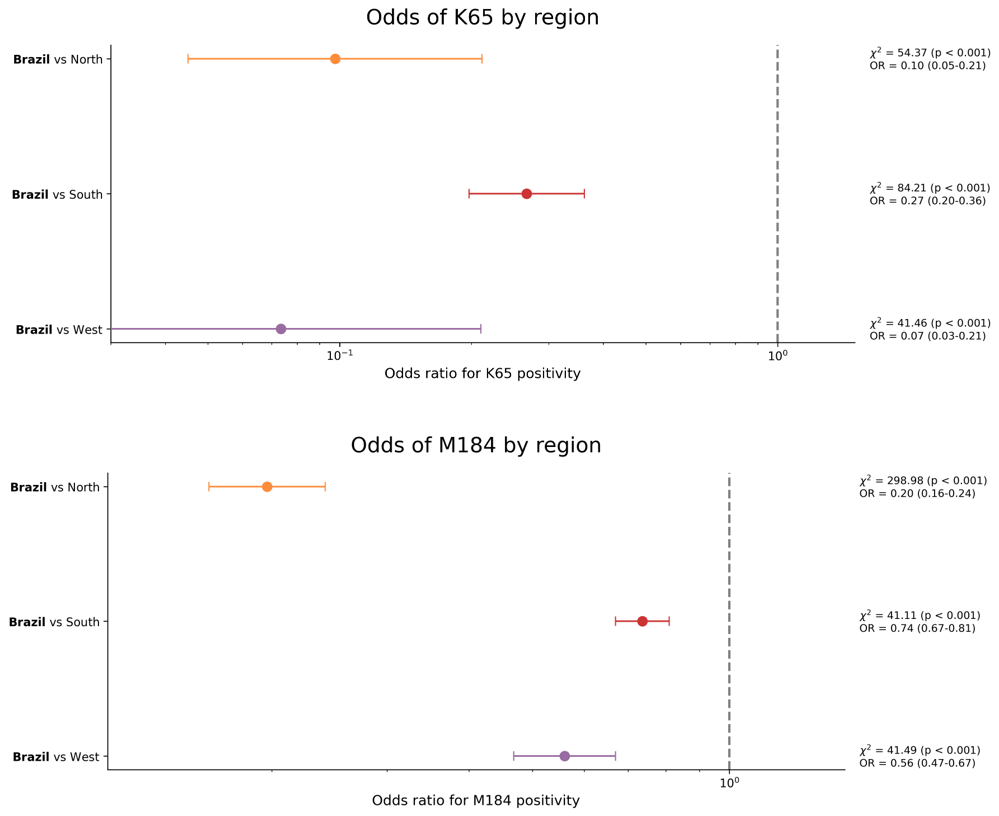 Odds of K65 by region
Brazil vs North
χ² = 54.37 (p < 0.001)
OR = 0.10 (0.05-0.21)
Brazil vs South
χ² = 84.21 (p < 0.001)
OR = 0.27 (0.20-0.36)
Brazil vs West
χ² = 41.46 (p < 0.001)
OR = 0.07 (0.03-0.21)
10⁻¹ 10⁰
Odds ratio for K65 positivity
Odds of M184 by region
Brazil vs North
χ² = 298.98 (p < 0.001)
OR = 0.20 (0.16-0.24)
Brazil vs South
χ² = 41.11 (p < 0.001)
OR = 0.74 (0.67-0.81)
Brazil vs West
χ² = 41.49 (p < 0.001)
OR = 0.56 (0.47-0.67)
10⁰
Odds ratio for M184 positivity